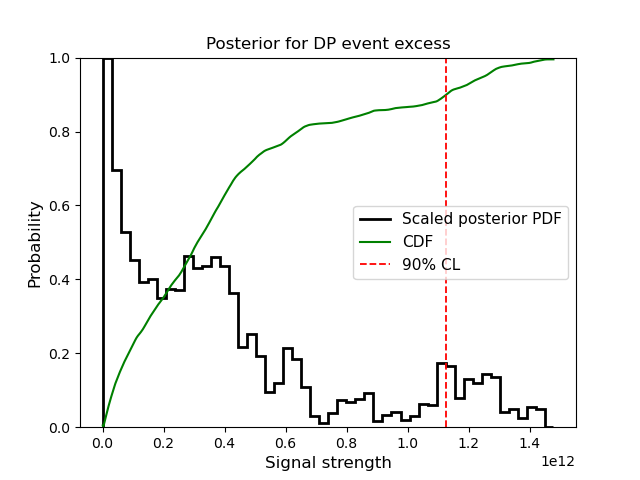 Posterior for DP event excess
Probability
1.0
0.8
0.6
0.4
0.2
0.0
Scaled posterior PDF
CDF
90% CL
0.0 0.2 0.4 0.6 0.8 1.0 1.2 1.4
1e12
Signal strength